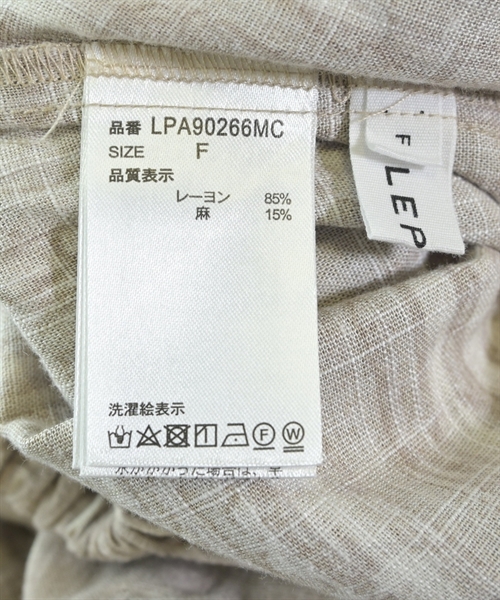 品番 LPA90266MC
SIZE F
品質表示
レーヨン 85%
麻 15%
洗濯絵表示
F W
F
LEP